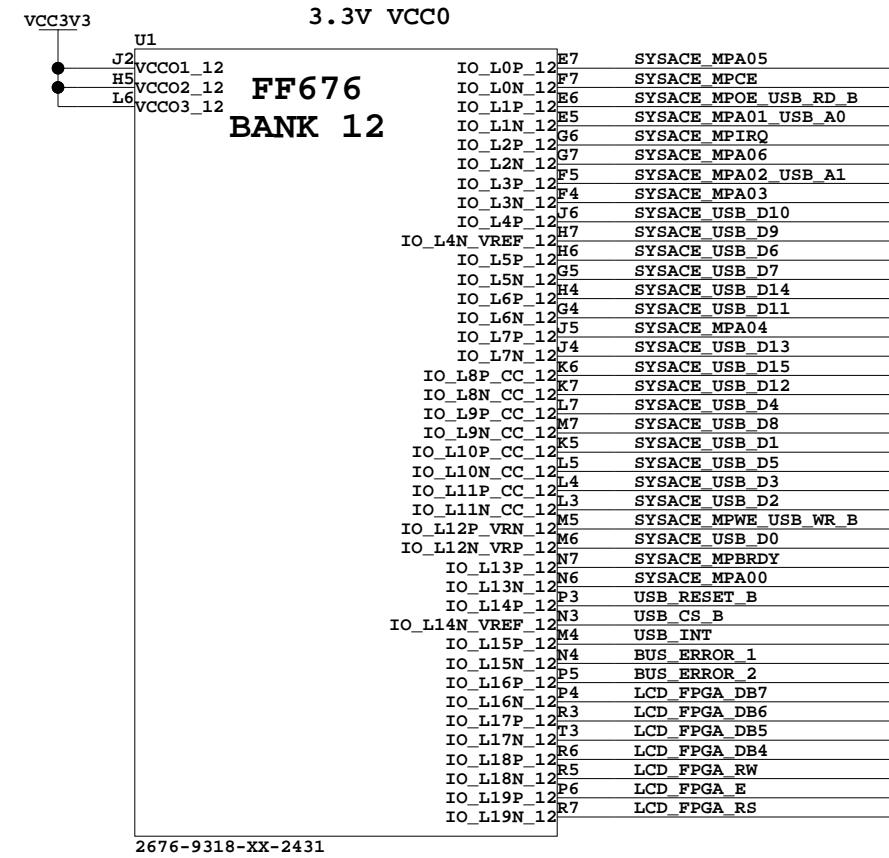 3.3V VCC0
VCC3V3
U1
J2 VCCO1_12
H5 VCCO2_12
L6 VCCO3_12
FF676
BANK 12
IO_L0P_12 E7 SYSACE_MPA05
IO_L0N_12 F7 SYSACE_MPCE
IO_L1P_12 E6 SYSACE_MPOE_USB_RD_B
IO_L1N_12 E5 SYSACE_MPA01_USB_A0
IO_L2P_12 G6 SYSACE_MPIRQ
IO_L2N_12 G7 SYSACE_MPA06
IO_L3P_12 F5 SYSACE_MPA02_USB_A1
IO_L3N_12 F4 SYSACE_MPA03
IO_L4P_12 J6 SYSACE_USB_D10
IO_L4N_VREF_12 H7 SYSACE_USB_D9
IO_L5P_12 H6 SYSACE_USB_D6
IO_L5N_12 G5 SYSACE_USB_D7
IO_L6P_12 H4 SYSACE_USB_D14
IO_L6N_12 G4 SYSACE_USB_D11
IO_L7P_12 J5 SYSACE_MPA04
IO_L7N_12 J4 SYSACE_USB_D13
IO_L8P_CC_12 K6 SYSACE_USB_D15
IO_L8N_CC_12 K7 SYSACE_USB_D12
IO_L9P_CC_12 L7 SYSACE_USB_D4
IO_L9N_CC_12 M7 SYSACE_USB_D8
IO_L10P_CC_12 K5 SYSACE_USB_D1
IO_L10N_CC_12 L5 SYSACE_USB_D5
IO_L11P_CC_12 L4 SYSACE_USB_D3
IO_L11N_CC_12 L3 SYSACE_USB_D2
IO_L12P_VRN_12 M5 SYSACE_MPWE_USB_WR_B
IO_L12N_VRP_12 M6 SYSACE_USB_D0
IO_L13P_12 N7 SYSACE_MPBRDY
IO_L13N_12 N6 SYSACE_MPA00
IO_L14P_12 P3 USB_RESET_B
IO_L14N_VREF_12 N3 USB_CS_B
IO_L15P_12 M4 USB_INT
IO_L15N_12 N4 BUS_ERROR_1
IO_L16P_12 P5 BUS_ERROR_2
IO_L16N_12 P4 LCD_FPGA_DB7
IO_L17P_12 R3 LCD_FPGA_DB6
IO_L17N_12 T3 LCD_FPGA_DB5
IO_L18P_12 R6 LCD_FPGA_DB4
IO_L18N_12 R5 LCD_FPGA_RW
IO_L19P_12 P6 LCD_FPGA_E
IO_L19N_12 R7 LCD_FPGA_RS
2676-9318-XX-2431